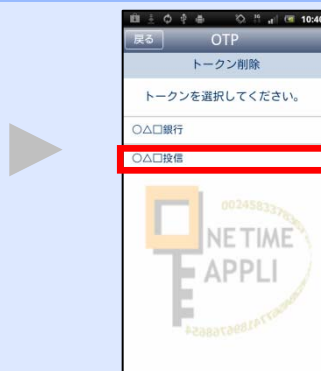 10:40
戻る OTP
トークン削除
トークンを選択してください。
○△□銀行
○△□投信
NE TIME
APPLI